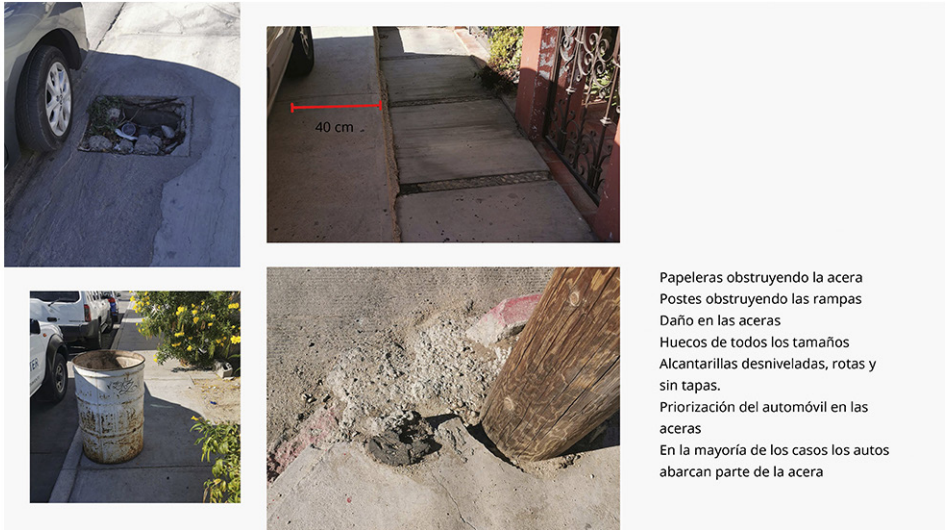 40 cm
Papeleras obstruyendo la acera
Postes obstruyendo las rampas
Daño en las aceras
Huecos de todos los tamaños
Alcantarillas desniveladas, rotas y
sin tapas.
Priorización del automóvil en las
aceras
En la mayoría de los casos los autos
abarcan parte de la acera